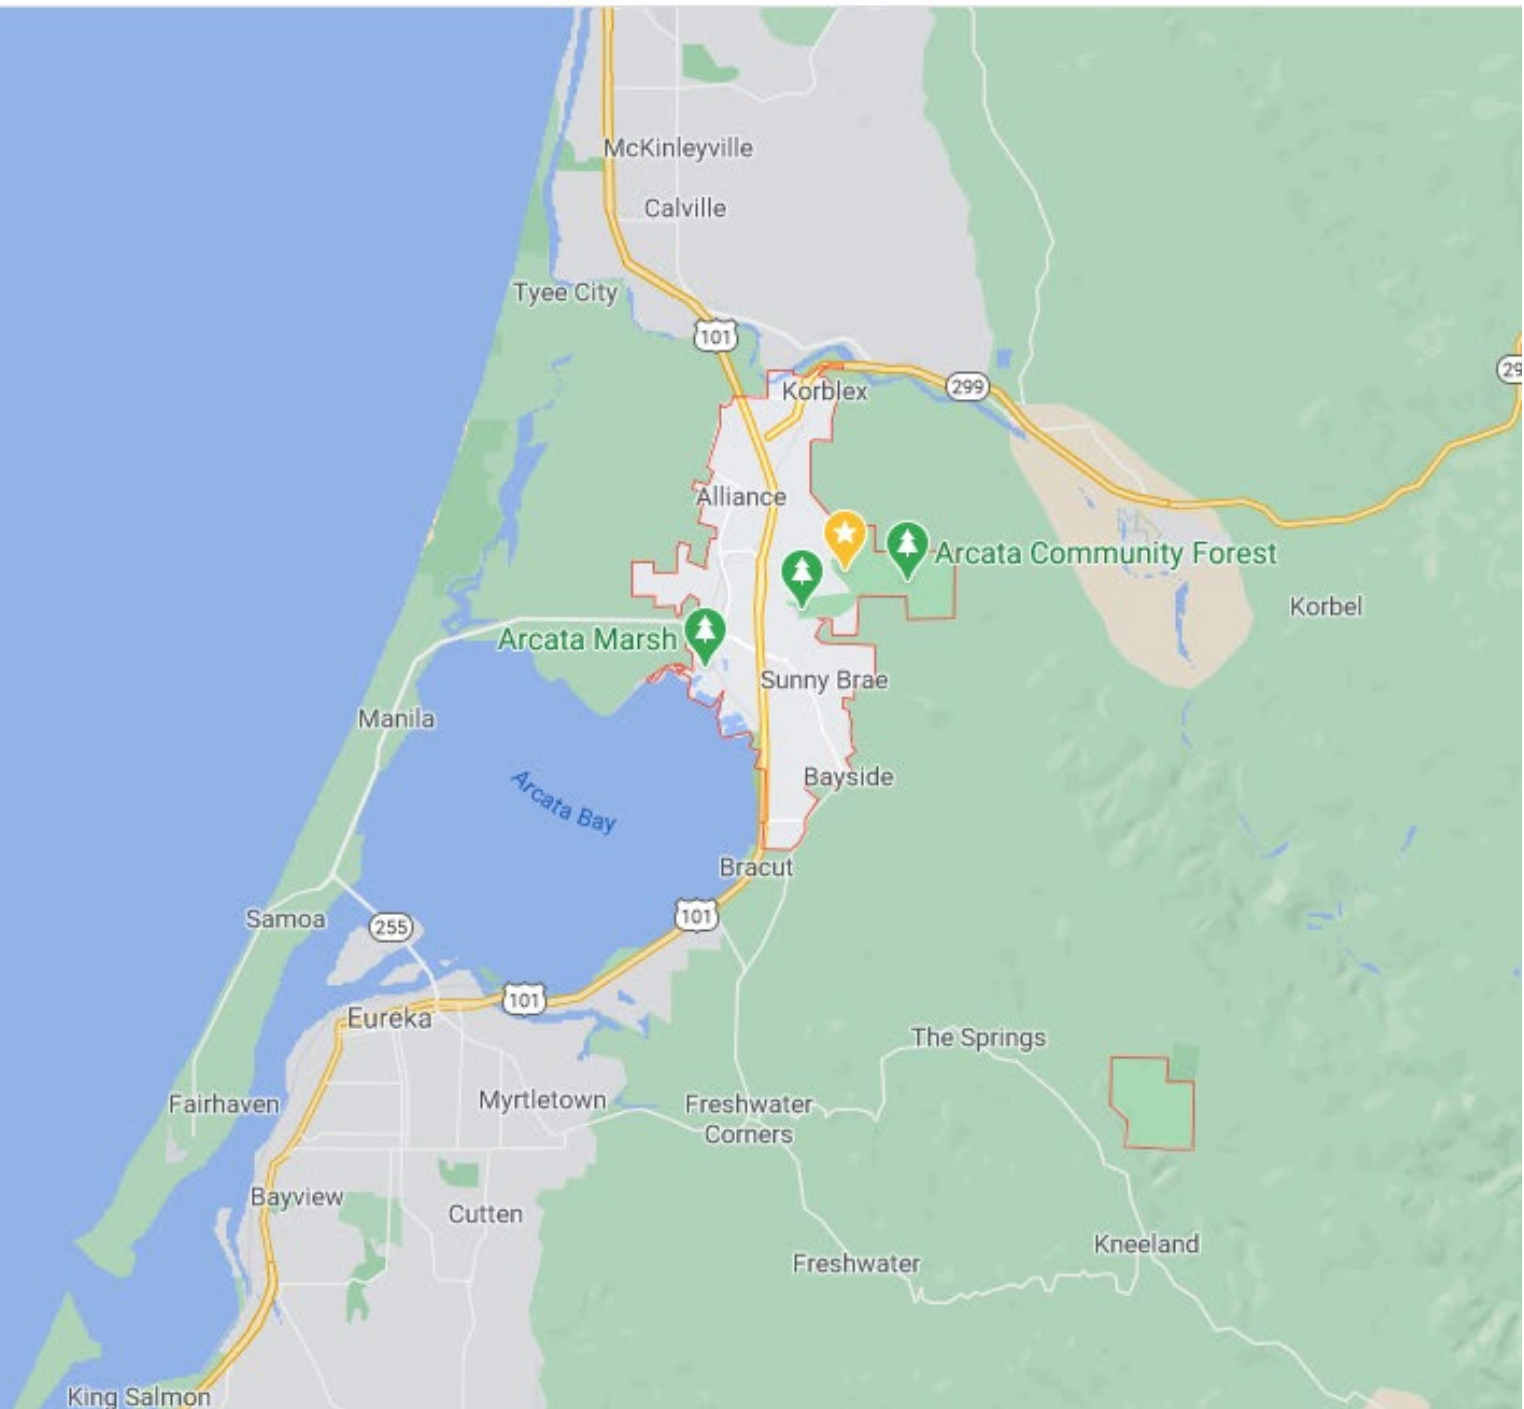 McKinleyville
Calville
Tyee City
101
Korblex
299
29
Alliance
Arcata Community Forest
Korbel
Arcata Marsh
Sunny Brae
Manila
Bayside
Arcata Bay
Bracut
Samoa
255
101
101
Eureka
The Springs
Fairhaven
Myrtletown
Freshwater
Corners
Bayview
Cutten
Kneeland
Freshwater
King Salmon